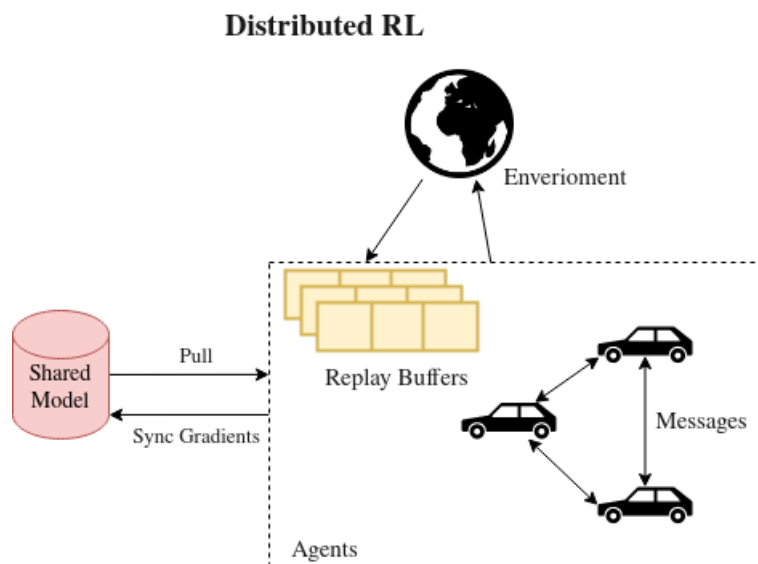 Distributed RL
Enverioment
Pull
Shared
Model
Sync Gradients
Replay Buffers
Messages
Agents